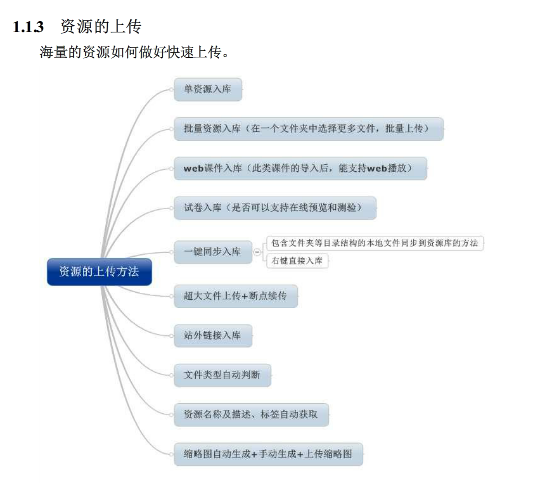 1.1.3 资源的上传
海量的资源如何做好快速上传。
单资源入库
批量资源入库（在一个文件夹中选择更多文件，批量上传）
web课件入库（此类课件的导入后，能支持web播放）
试卷入库（是否可以支持在线预览和测验）
一键同步入库
包含文件夹等目录结构的本地文件同步到资源库的方法
右键直接入库
资源的上传方法
超大文件上传+断点续传
站外链接入库
文件类型自动判断
资源名称及描述、标签自动获取
缩略图自动生成+手动生成+上传缩略图